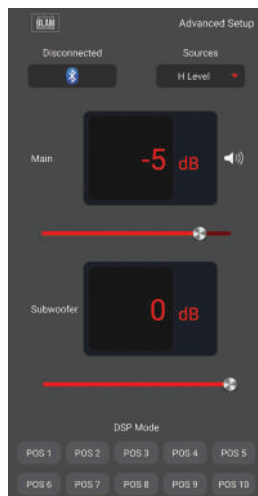 BLAM
Advanced Setup
Disconnected
Sources
H Level
Main
-5 dB
Subwoofer
0 dB
DSP Mode
POS 1 POS 2 POS 3 POS 4 POS 5
POS 6 POS 7 POS 8 POS 9 POS 10